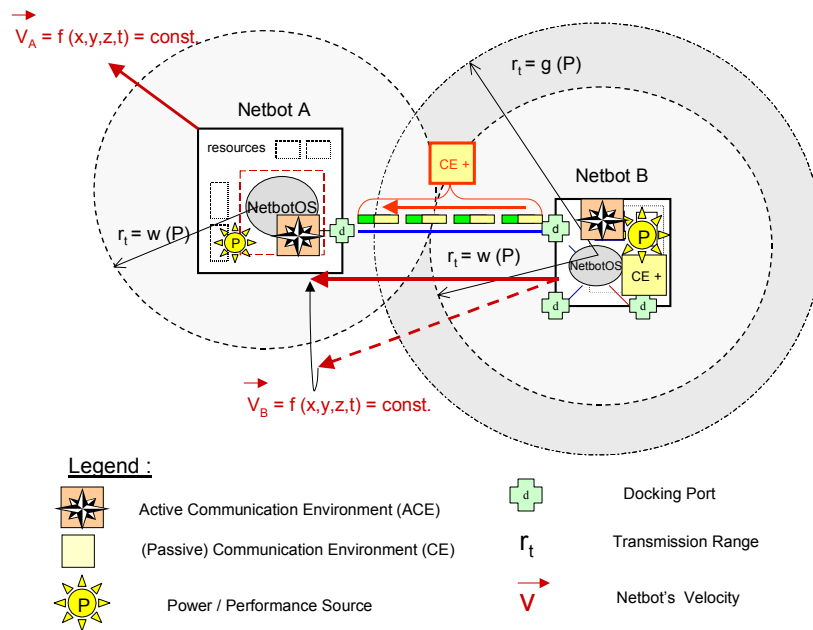 V_A = f (x,y,z,t) = const.
r_t = g (P)
Netbot A
resources
CE +
Netbot B
NetbotOS
P
d
d
P
r_t = w (P)
r_t = w (P)
NetbotOS
CE +
d
d
V_B = f (x,y,z,t) = const.
Legend :
Active Communication Environment (ACE)
d
Docking Port
(Passive) Communication Environment (CE)
r_t
Transmission Range
P
Power / Performance Source
V
Netbot's Velocity